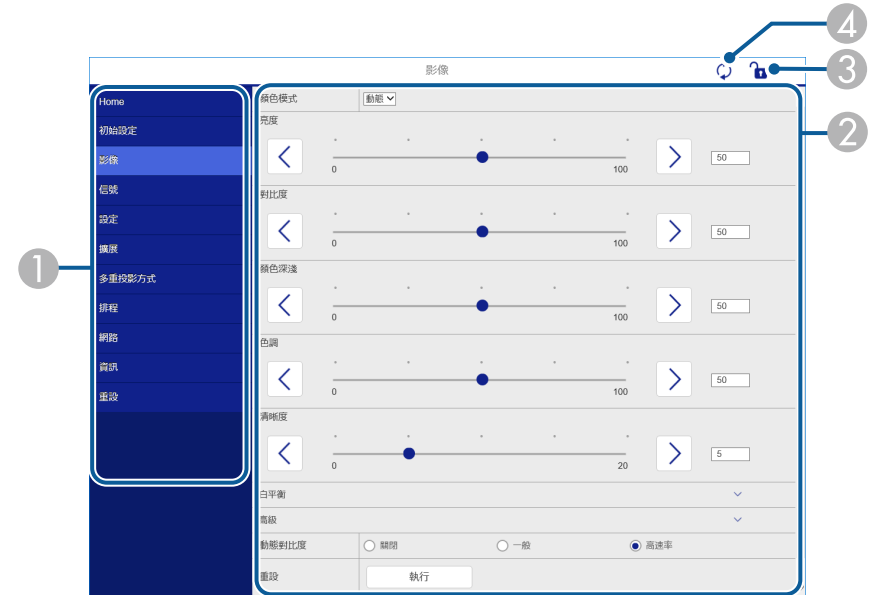 4
影像
3
Home
初始設定
影像
信號
設定
擴展
多重投影方式
排程
網路
資訊
重設
1
顏色模式 動態
2
亮度
0 100 50
對比度
0 100 50
顏色深淺
0 100 50
色調
0 100 50
清晰度
0 20 5
白平衡
高級
動態對比度 關閉 一般 高速率
重設 執行